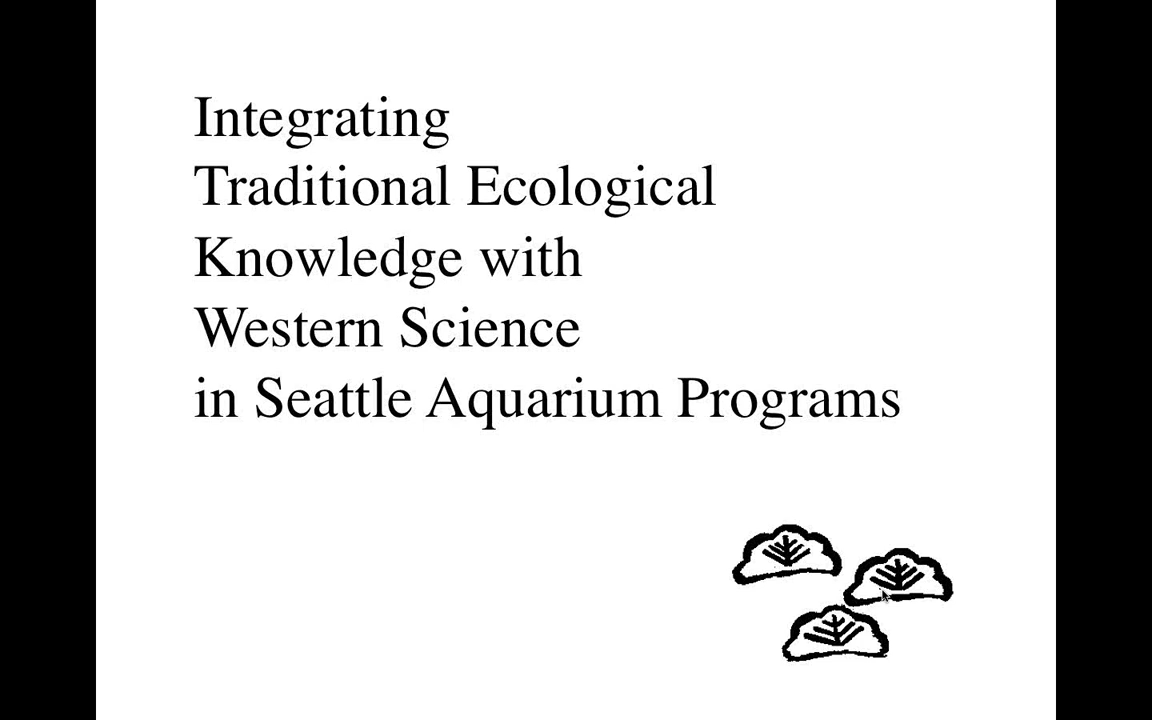 Integrating
Traditional Ecological
Knowledge with
Western Science
in Seattle Aquarium Programs